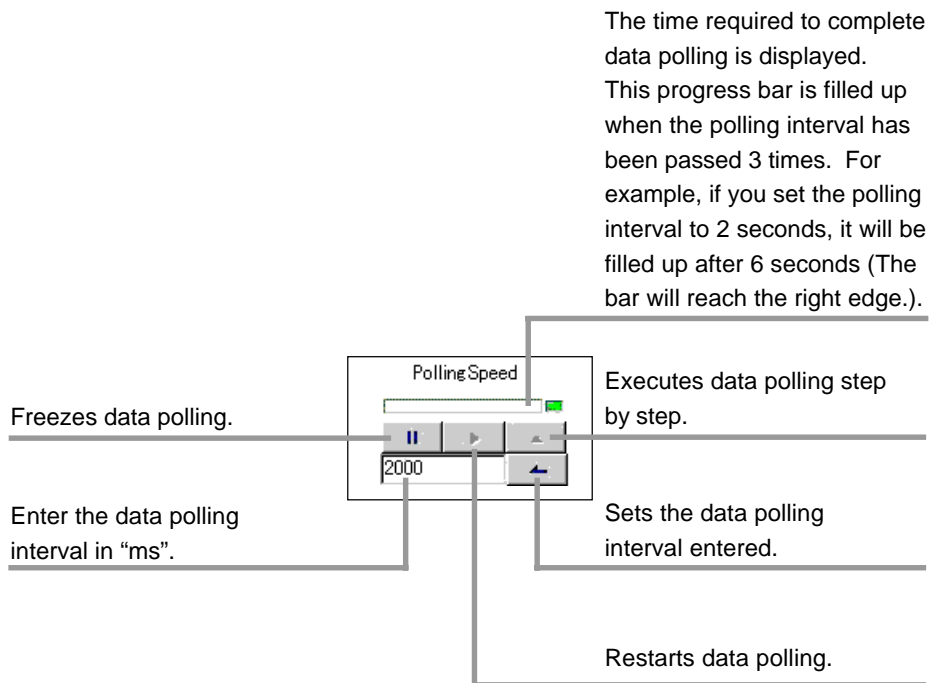 The time required to complete
data polling is displayed.
This progress bar is filled up
when the polling interval has
been passed 3 times.  For
example, if you set the polling
interval to 2 seconds, it will be
filled up after 6 seconds (The
bar will reach the right edge.).
PollingSpeed
Executes data polling step
by step.
Freezes data polling.
2000
Enter the data polling
interval in “ms”.
Sets the data polling
interval entered.
Restarts data polling.